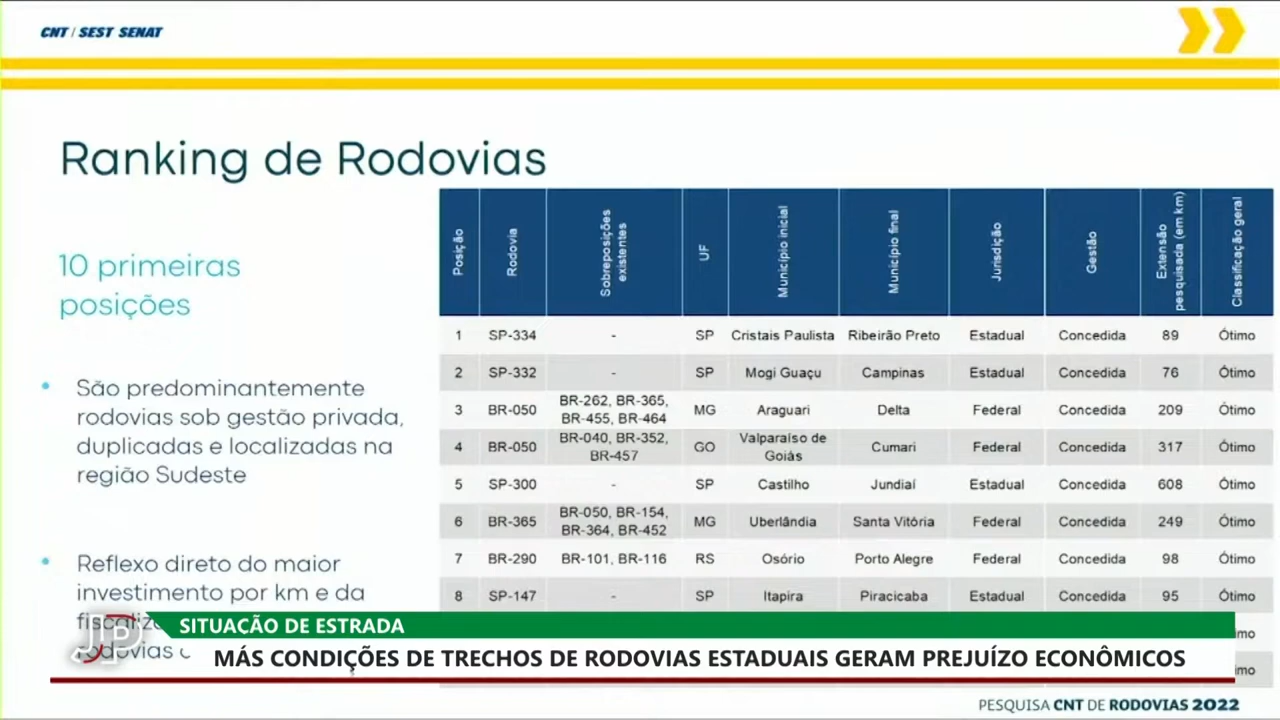 CNT / SEST SENAT
Ranking de Rodovias
10 primeiras
posições
• São predominantemente
rodovias sob gestão privada,
duplicadas e localizadas na
região Sudeste
• Reflexo direto do maior
investimento por km e da
Posição Rodovia Sobreposições existentes UF Município inicial Município final Jurisdição Gestão Extensão pesquisada (em km) Classificação geral
1 SP-334 - SP Cristais Paulista Ribeirão Preto Estadual Concedida 89 Ótimo
2 SP-332 - SP Mogi Guaçu Campinas Estadual Concedida 76 Ótimo
3 BR-050 BR-262, BR-365, BR-455, BR-464 MG Araguari Delta Federal Concedida 209 Ótimo
4 BR-050 BR-040, BR-352, BR-457 GO Valparaíso de Goiás Cumari Federal Concedida 317 Ótimo
5 SP-300 - SP Castilho Jundiaí Estadual Concedida 608 Ótimo
6 BR-365 BR-050, BR-154, BR-364, BR-452 MG Uberlândia Santa Vitória Federal Concedida 249 Ótimo
7 BR-290 BR-101, BR-116 RS Osório Porto Alegre Federal Concedida 98 Ótimo
8 SP-147 - SP Itapira Piracicaba Estadual Concedida 95 Ótimo
JP
SITUAÇÃO DE ESTRADA
MÁS CONDIÇÕES DE TRECHOS DE RODOVIAS ESTADUAIS GERAM PREJUÍZO ECONÔMICOS
PESQUISA CNT DE RODOVIAS 2022